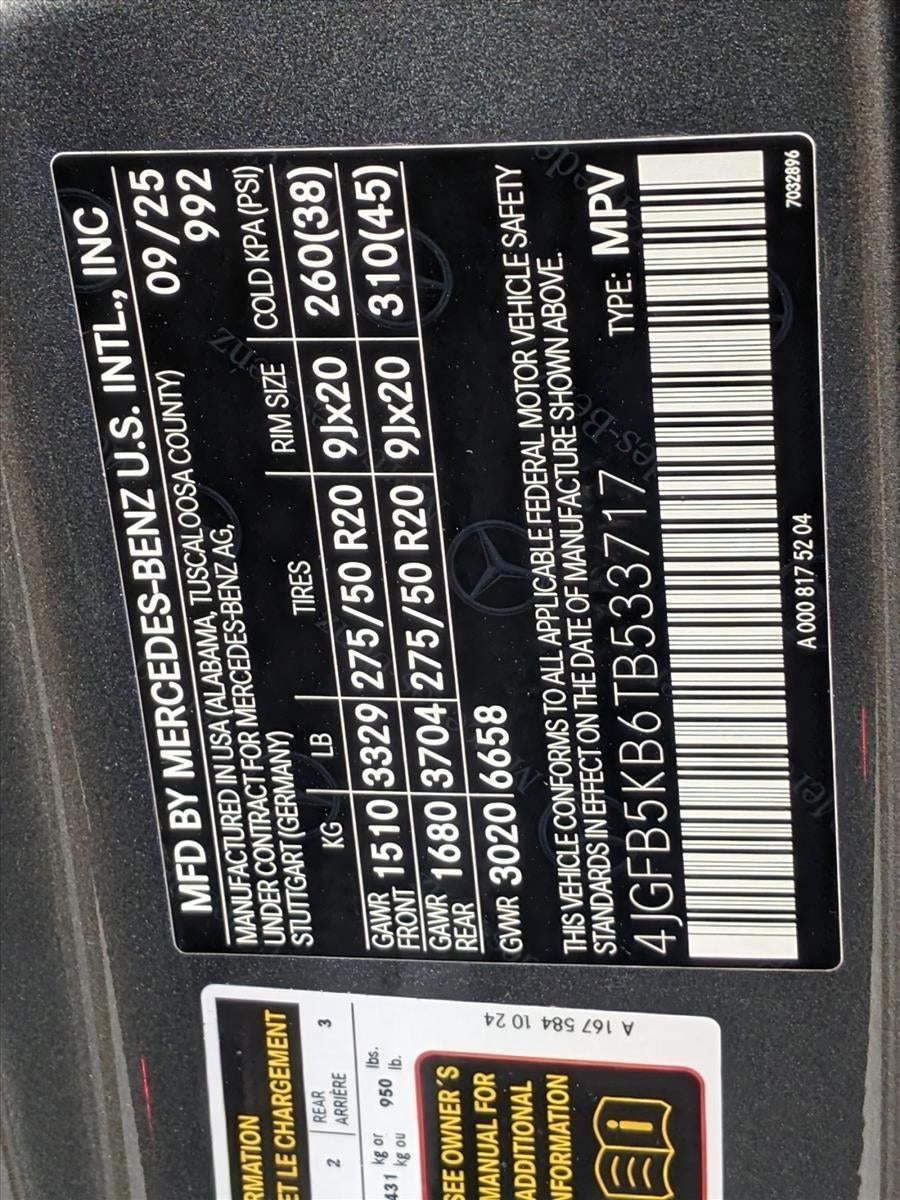 MFD BY MERCEDES-BENZ U.S. INTL., INC
MANUFACTURED IN USA (ALABAMA, TUSCALOOSA COUNTY) 09/25
UNDER CONTRACT FOR MERCEDES-BENZ AG, 992
STUTTGART (GERMANY)
KG LB TIRES RIM SIZE COLD KPA (PSI)
GAWR FRONT 1510 3329 275/50 R20 9Jx20 260(38)
GAWR REAR 1680 3704 275/50 R20 9Jx20 310(45)
GVWR 3020 6658
THIS VEHICLE CONFORMS TO ALL APPLICABLE FEDERAL MOTOR VEHICLE SAFETY
STANDARDS IN EFFECT ON THE DATE OF MANUFACTURE SHOWN ABOVE.
4JGFB5KB6TB533717 TYPE: MPV
A 000 817 52 04
7032896
ET LE CHARGEMENT
2 REAR 3
ARRIÈRE
431 kg or 950 lbs.
kg ou lb.
A 167 584 10 24
SEE OWNER'S
MANUAL FOR
ADDITIONAL